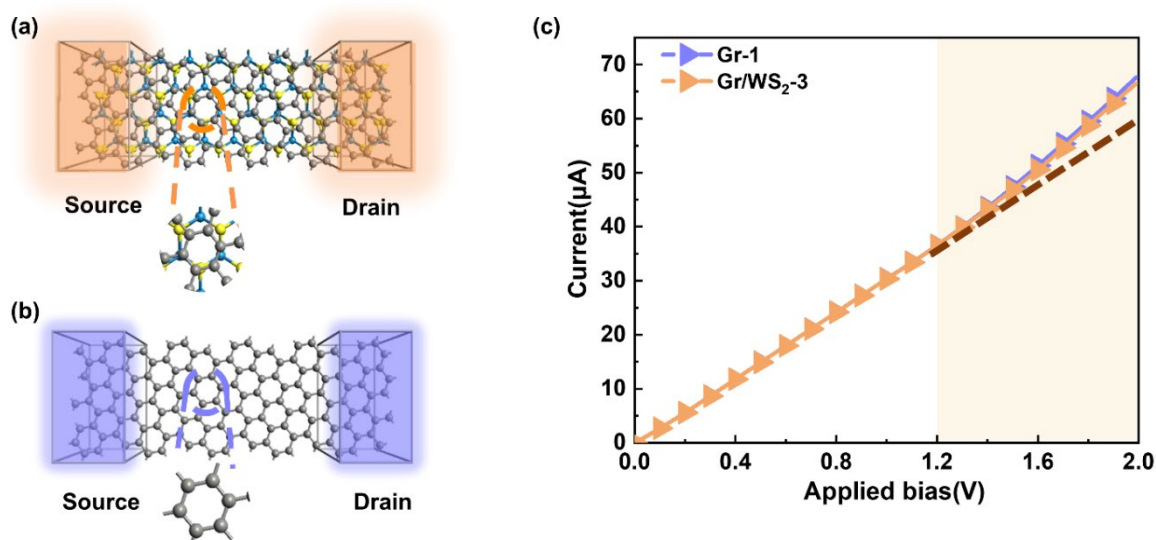 (a)
Source
Drain
(b)
Source
Drain
(c)
Gr-1
Gr/WS₂-3
Current(μA)
70
60
50
40
30
20
10
0
0.0
0.4
0.8
1.2
1.6
2.0
Applied bias(V)